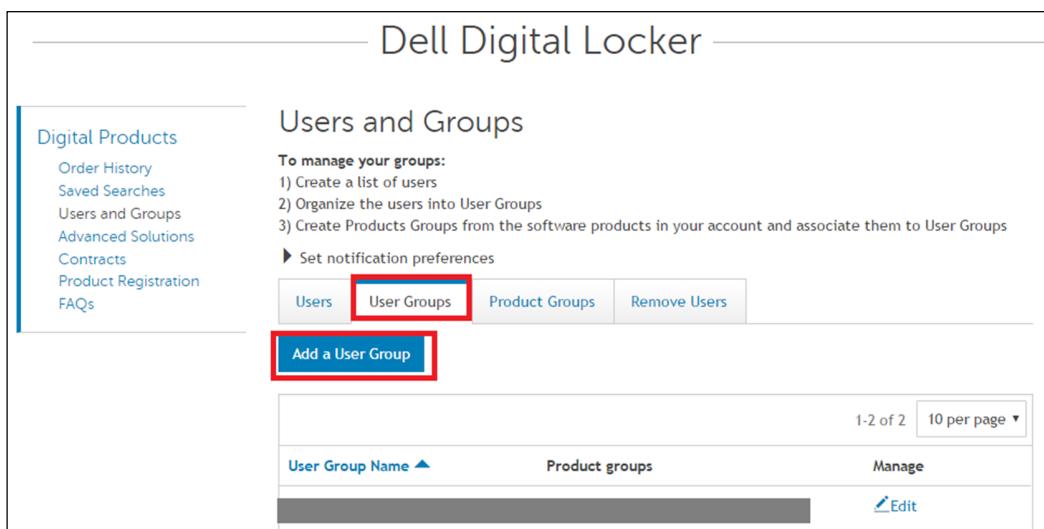 Dell Digital Locker
Digital Products
Order History
Saved Searches
Users and Groups
Advanced Solutions
Contracts
Product Registration
FAQs
Users and Groups
To manage your groups:
1) Create a list of users
2) Organize the users into User Groups
3) Create Products Groups from the software products in your account and associate them to User Groups
Set notification preferences
Users User Groups Product Groups Remove Users
Add a User Group
1-2 of 2 10 per page
User Group Name Product groups Manage
Edit